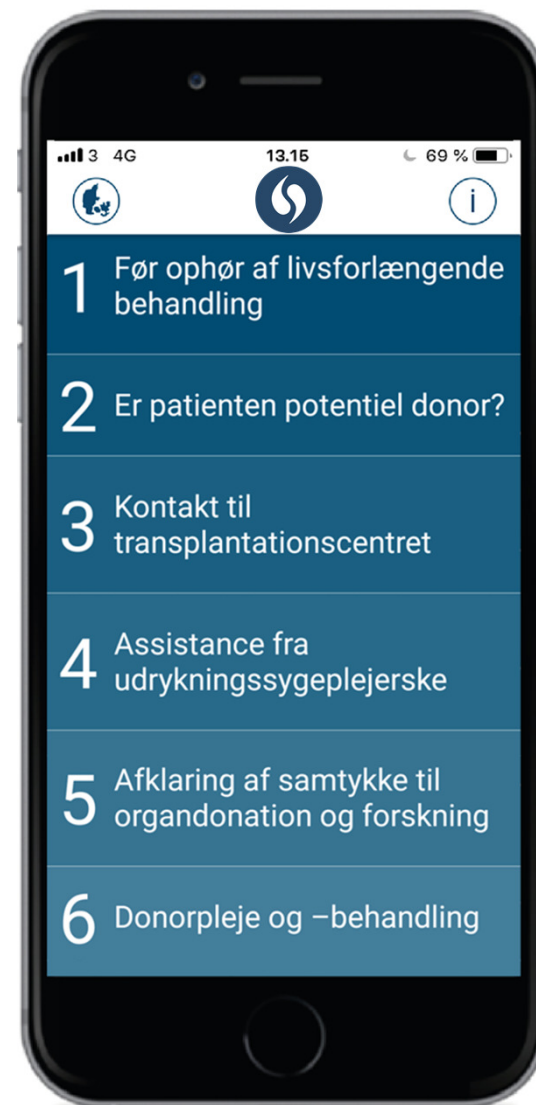 3 4G 13.15 69 %
i
1 Før ophør af livsforlængende
behandling
2 Er patienten potentiel donor?
3 Kontakt til
transplantationscentret
4 Assistance fra
udrykningssygeplejerske
5 Afklaring af samtykke til
organdonation og forskning
6 Donorpleje og –behandling